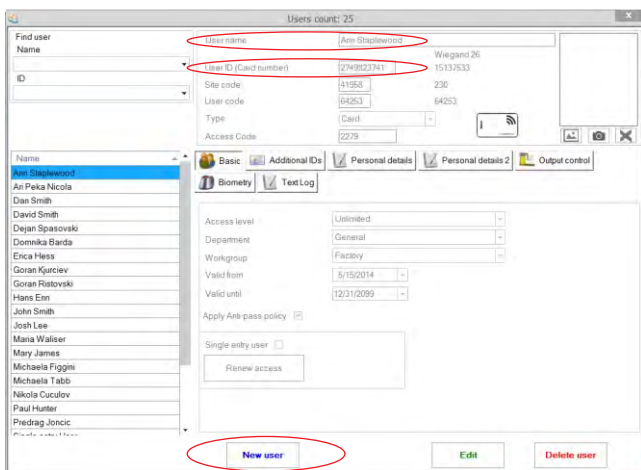 Users count: 25
Find user
Name
ID
User name Ann Staplewood
Wiegand 26
User ID (Card number) 2749823741 15137533
Site code 41958 230
User code 64253 64253
Type Card
Access Code 2279
Name
Ann Staplewood
Ari Peka Nicola
Dan Smith
David Smith
Dejan Spasovski
Domnika Barda
Erica Hess
Goran Kjurciev
Goran Ristovski
Hans Enn
John Smith
Josh Lee
Maria Waliser
Mary James
Michaela Figgini
Michaela Tabb
Nikola Cuculov
Paul Hunter
Predrag Joncic
Single entry User
Basic Additional IDs Personal details Personal details 2 Output control
Biometry Text Log
Access level Unlimited
Department General
Workgroup Factory
Valid from 5/15/2014
Valid until 12/31/2099
Apply Anti-pass policy
Single entry user
Renew access
New user Edit Delete user